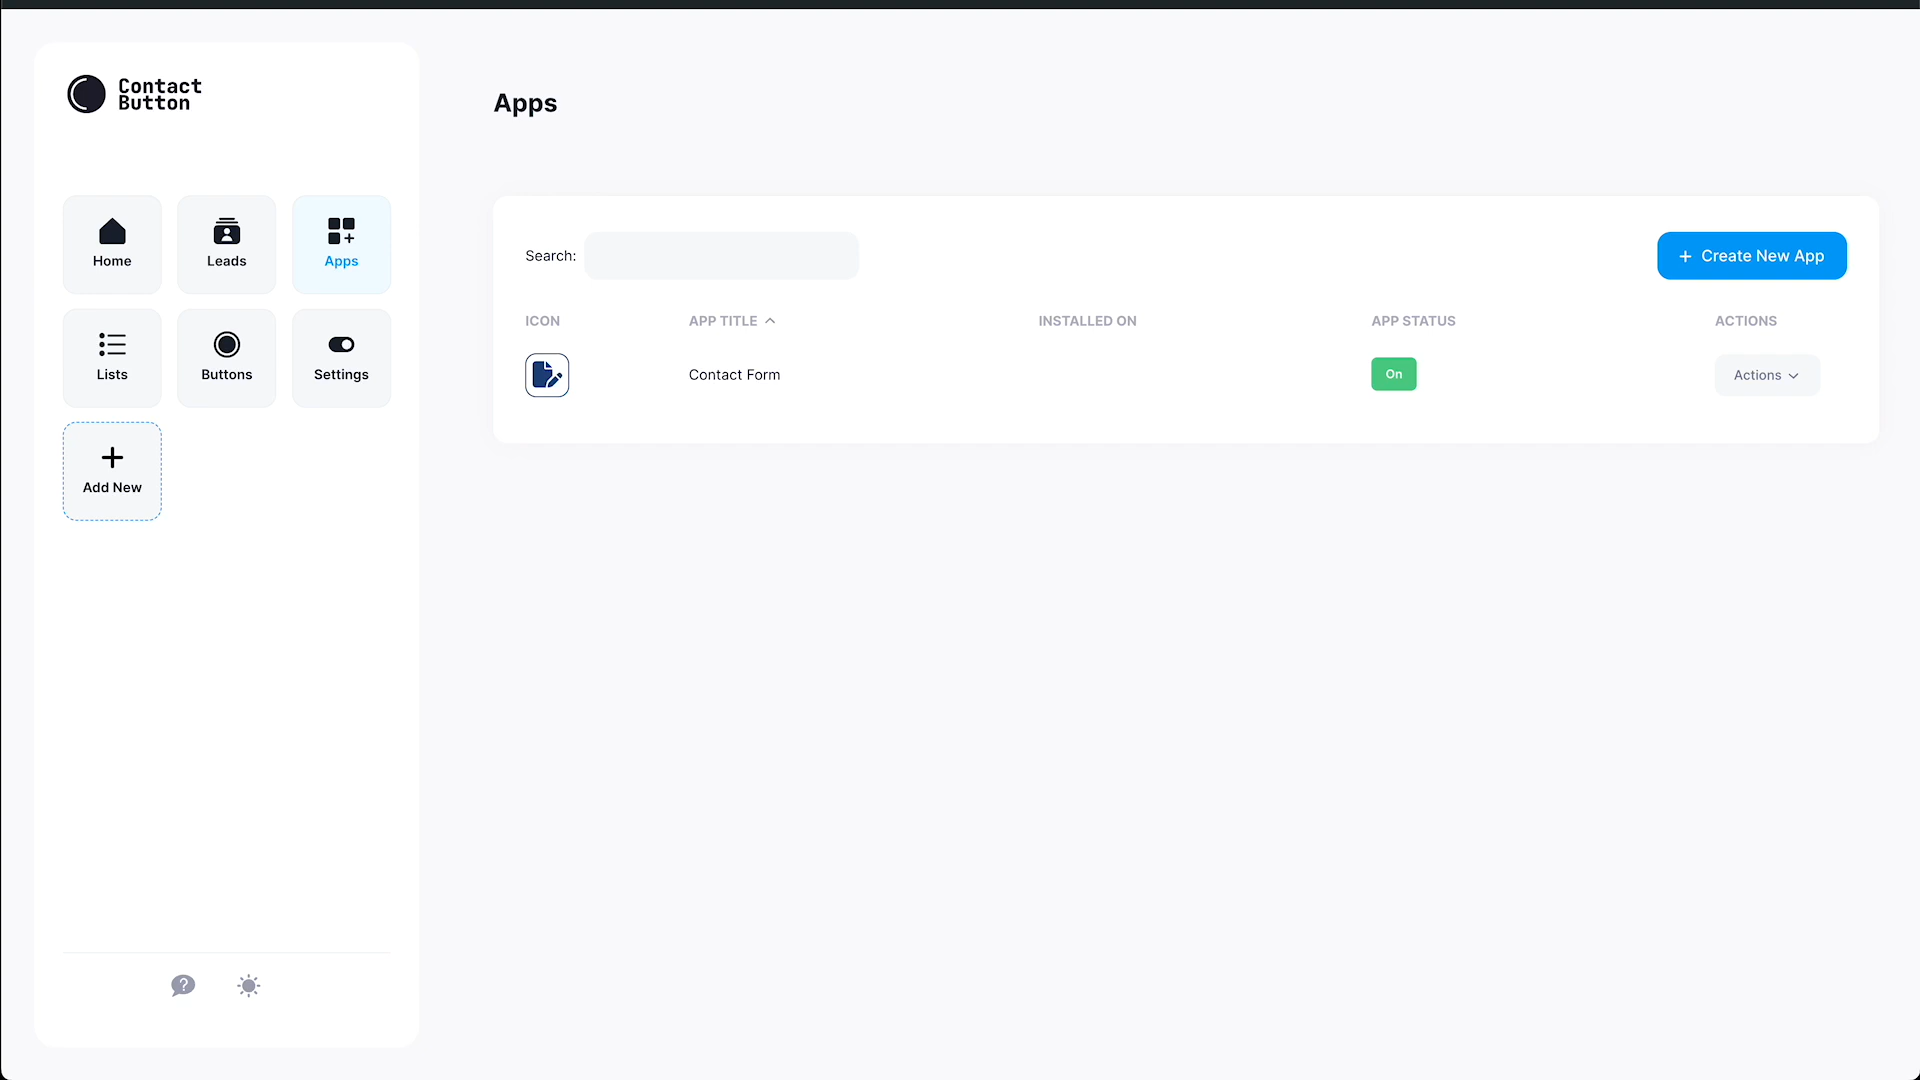 Contact
Button
Home
Leads
Apps
Lists
Buttons
Settings
Add New
Apps
Search:
+ Create New App
ICON
APP TITLE
INSTALLED ON
APP STATUS
ACTIONS
Contact Form
On
Actions